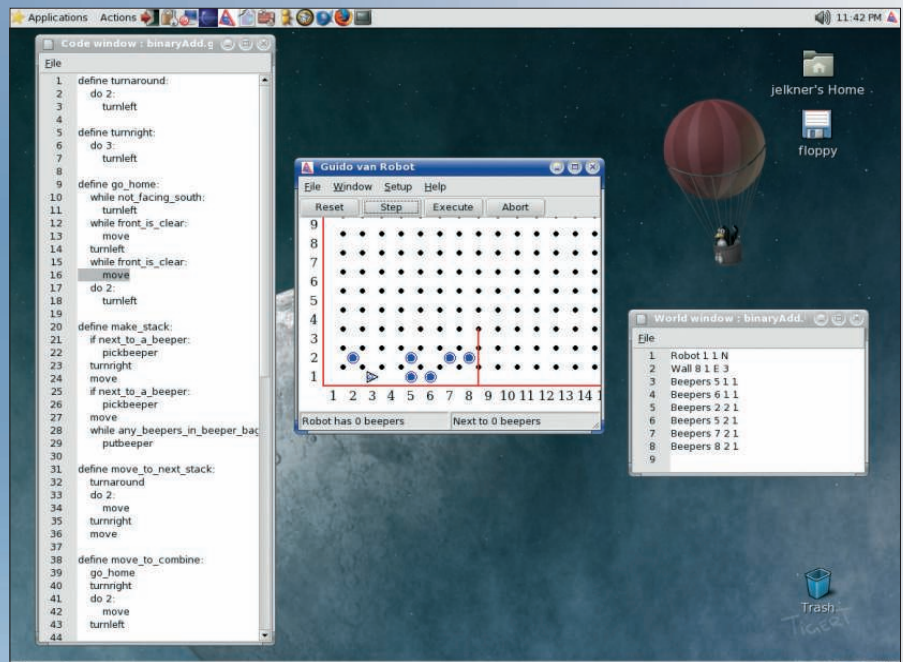 Applications Actions 11:42 PM
Code window : binaryAdd.g
File
1 define turnaround:
2 do 2:
3 turnleft
4
5 define turnright:
6 do 3:
7 turnleft
8
9 define go_home:
10 while not_facing_south:
11 turnleft
12 while front_is_clear:
13 move
14 turnleft
15 while front_is_clear:
16 move
17 do 2:
18 turnleft
19
20 define make_stack:
21 if next_to_a_beeper:
22 pickbeeper
23 turnright
24 move
25 if next_to_a_beeper:
26 pickbeeper
27 move
28 while any_beepers_in_beeper_bag
29 putbeeper
30
31 define move_to_next_stack:
32 turnaround
33 do 2:
34 move
35 turnright
36 move
37
38 define move_to_combine:
39 go_home
40 turnright
41 do 2:
42 move
43 turnleft
44
Guido van Robot
File Window Setup Help
Reset Step Execute Abort
9
8
7
6
5
4
3
2
1
1 2 3 4 5 6 7 8 9 10 11 12 13 14 1
Robot has 0 beepers Next to 0 beepers
jelkner's Home
floppy
World window : binaryAdd.
File
1 Robot 1 1 N
2 Wall 8 1 E 3
3 Beepers 5 1 1
4 Beepers 6 1 1
5 Beepers 2 2 1
6 Beepers 5 2 1
7 Beepers 7 2 1
8 Beepers 8 2 1
9
Trash
TIGERT